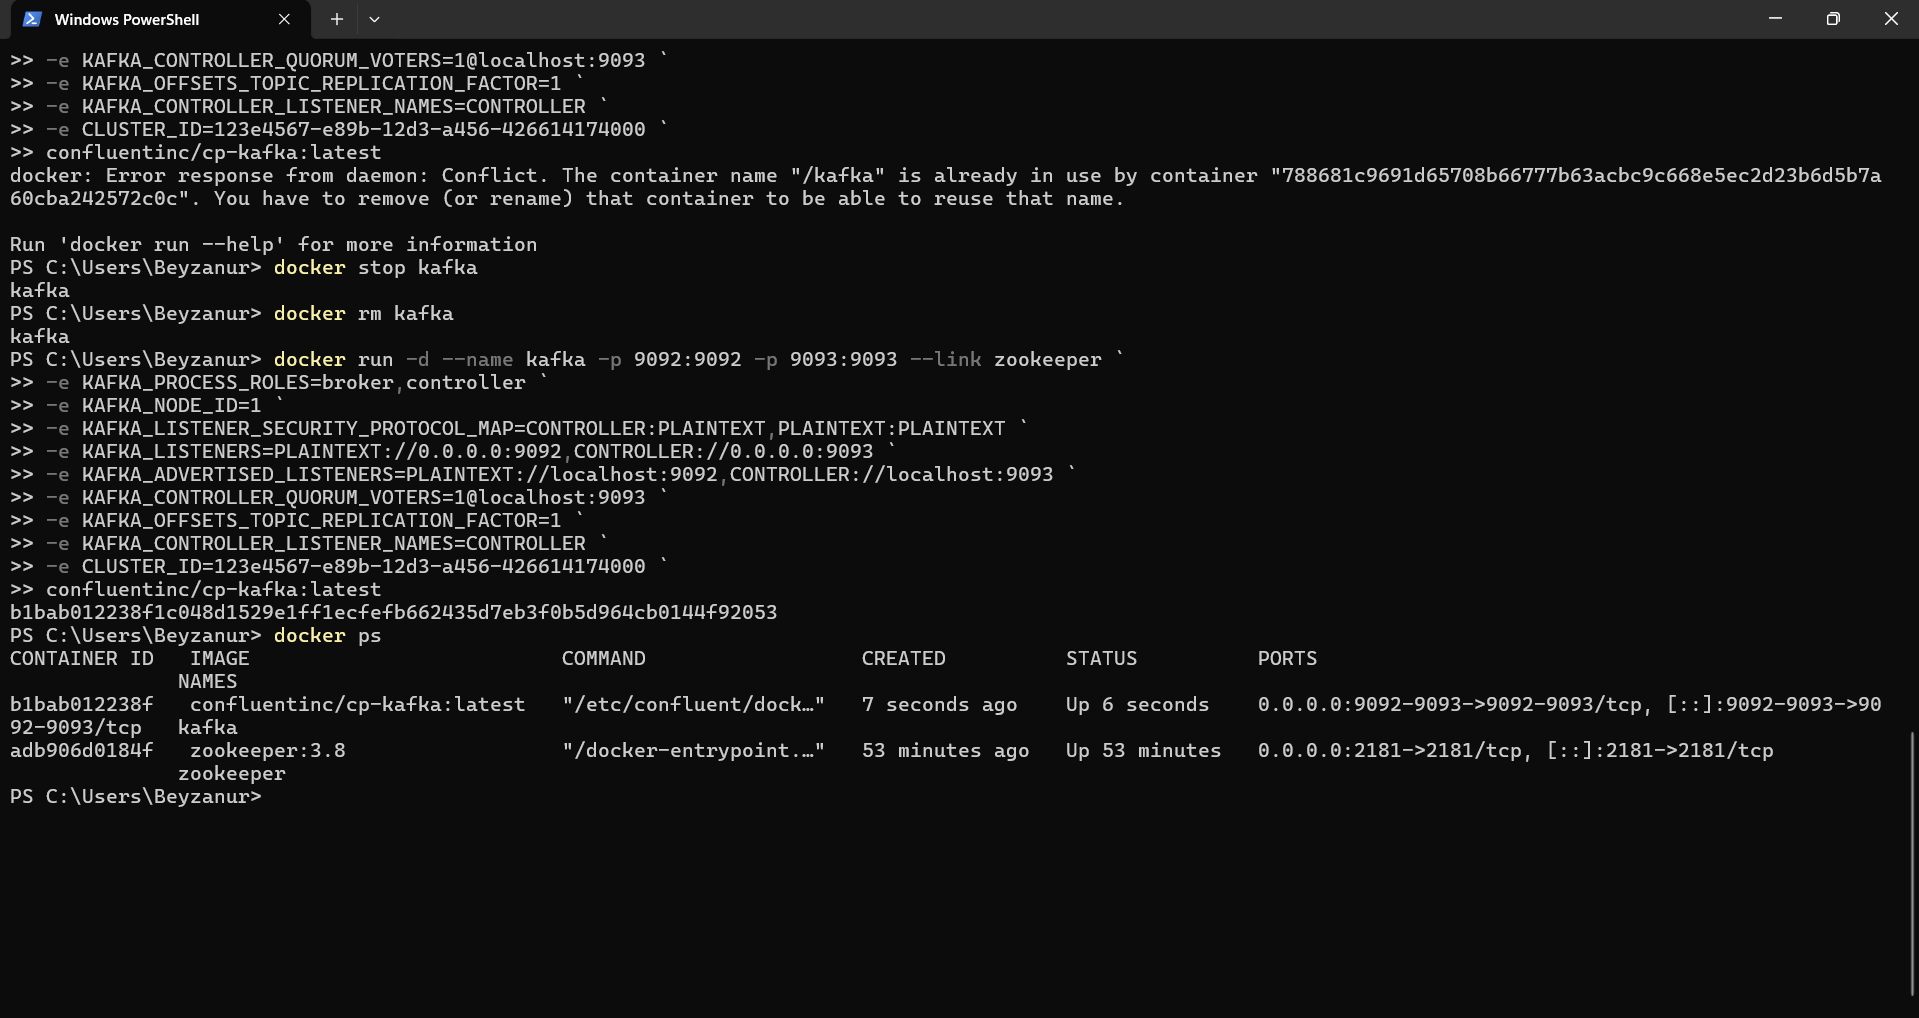 Windows PowerShell
>> -e KAFKA_CONTROLLER_QUORUM_VOTERS=1@localhost:9093 `
>> -e KAFKA_OFFSETS_TOPIC_REPLICATION_FACTOR=1 `
>> -e KAFKA_CONTROLLER_LISTENER_NAMES=CONTROLLER `
>> -e CLUSTER_ID=123e4567-e89b-12d3-a456-426614174000 `
>> confluentinc/cp-kafka:latest
docker: Error response from daemon: Conflict. The container name "/kafka" is already in use by container "788681c9691d65708b66777b63acbc9c668e5ec2d23b6d5b7a
60cba242572c0c". You have to remove (or rename) that container to be able to reuse that name.
Run 'docker run --help' for more information
PS C:\Users\Beyzanur> docker stop kafka
kafka
PS C:\Users\Beyzanur> docker rm kafka
kafka
PS C:\Users\Beyzanur> docker run -d --name kafka -p 9092:9092 -p 9093:9093 --link zookeeper `
>> -e KAFKA_PROCESS_ROLES=broker,controller `
>> -e KAFKA_NODE_ID=1 `
>> -e KAFKA_LISTENER_SECURITY_PROTOCOL_MAP=CONTROLLER:PLAINTEXT,PLAINTEXT:PLAINTEXT `
>> -e KAFKA_LISTENERS=PLAINTEXT://0.0.0.0:9092,CONTROLLER://0.0.0.0:9093 `
>> -e KAFKA_ADVERTISED_LISTENERS=PLAINTEXT://localhost:9092,CONTROLLER://localhost:9093 `
>> -e KAFKA_CONTROLLER_QUORUM_VOTERS=1@localhost:9093 `
>> -e KAFKA_OFFSETS_TOPIC_REPLICATION_FACTOR=1 `
>> -e KAFKA_CONTROLLER_LISTENER_NAMES=CONTROLLER `
>> -e CLUSTER_ID=123e4567-e89b-12d3-a456-426614174000 `
>> confluentinc/cp-kafka:latest
b1bab012238f1c048d1529e1ff1ecfefb662435d7eb3f0b5d964cb0144f92053
PS C:\Users\Beyzanur> docker ps
CONTAINER ID   IMAGE                          COMMAND                  CREATED          STATUS          PORTS
              NAMES
b1bab012238f   confluentinc/cp-kafka:latest   "/etc/confluent/dock…"   7 seconds ago    Up 6 seconds    0.0.0.0:9092-9093->9092-9093/tcp, [::]:9092-9093->90
92-9093/tcp   kafka
adb906d0184f   zookeeper:3.8                  "/docker-entrypoint.…"   53 minutes ago   Up 53 minutes   0.0.0.0:2181->2181/tcp, [::]:2181->2181/tcp
              zookeeper
PS C:\Users\Beyzanur>